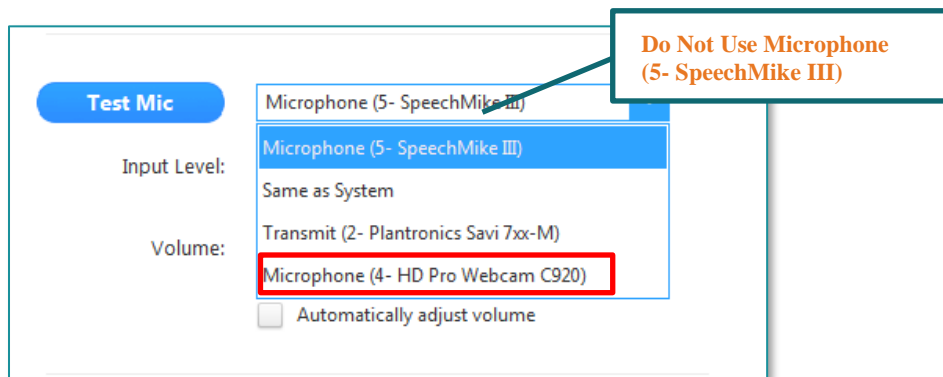 Do Not Use Microphone
(5- SpeechMike III)
Test Mic
Microphone (5- SpeechMike III)
Microphone (5- SpeechMike III)
Input Level:
Same as System
Transmit (2- Plantronics Savi 7xx-M)
Volume:
Microphone (4- HD Pro Webcam C920)
Automatically adjust volume